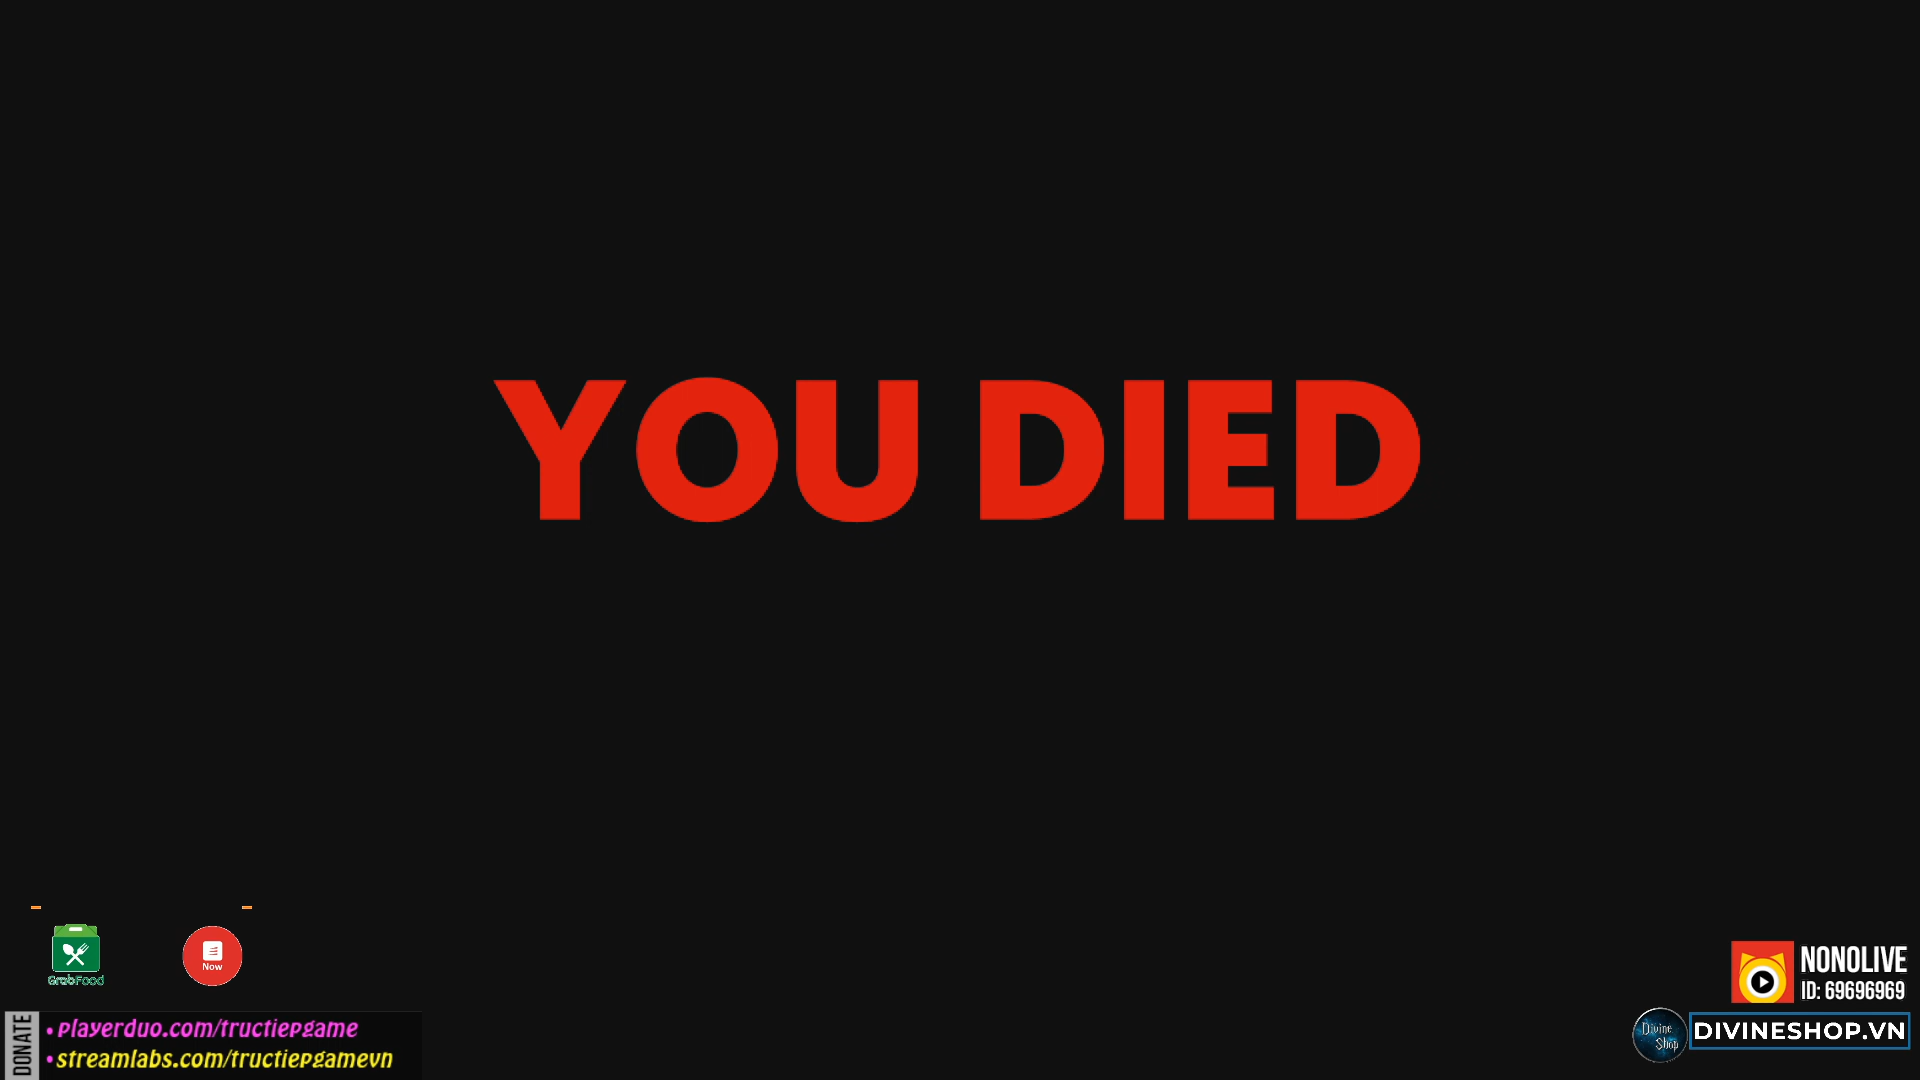 YOU DIED
GrabFood
Now
DONATE
• playerduo.com/tructiepgame
• streamlabs.com/tructiepgamevn
NONOLIVE
ID: 69696969
Divine
Shop
DIVINESHOP.VN